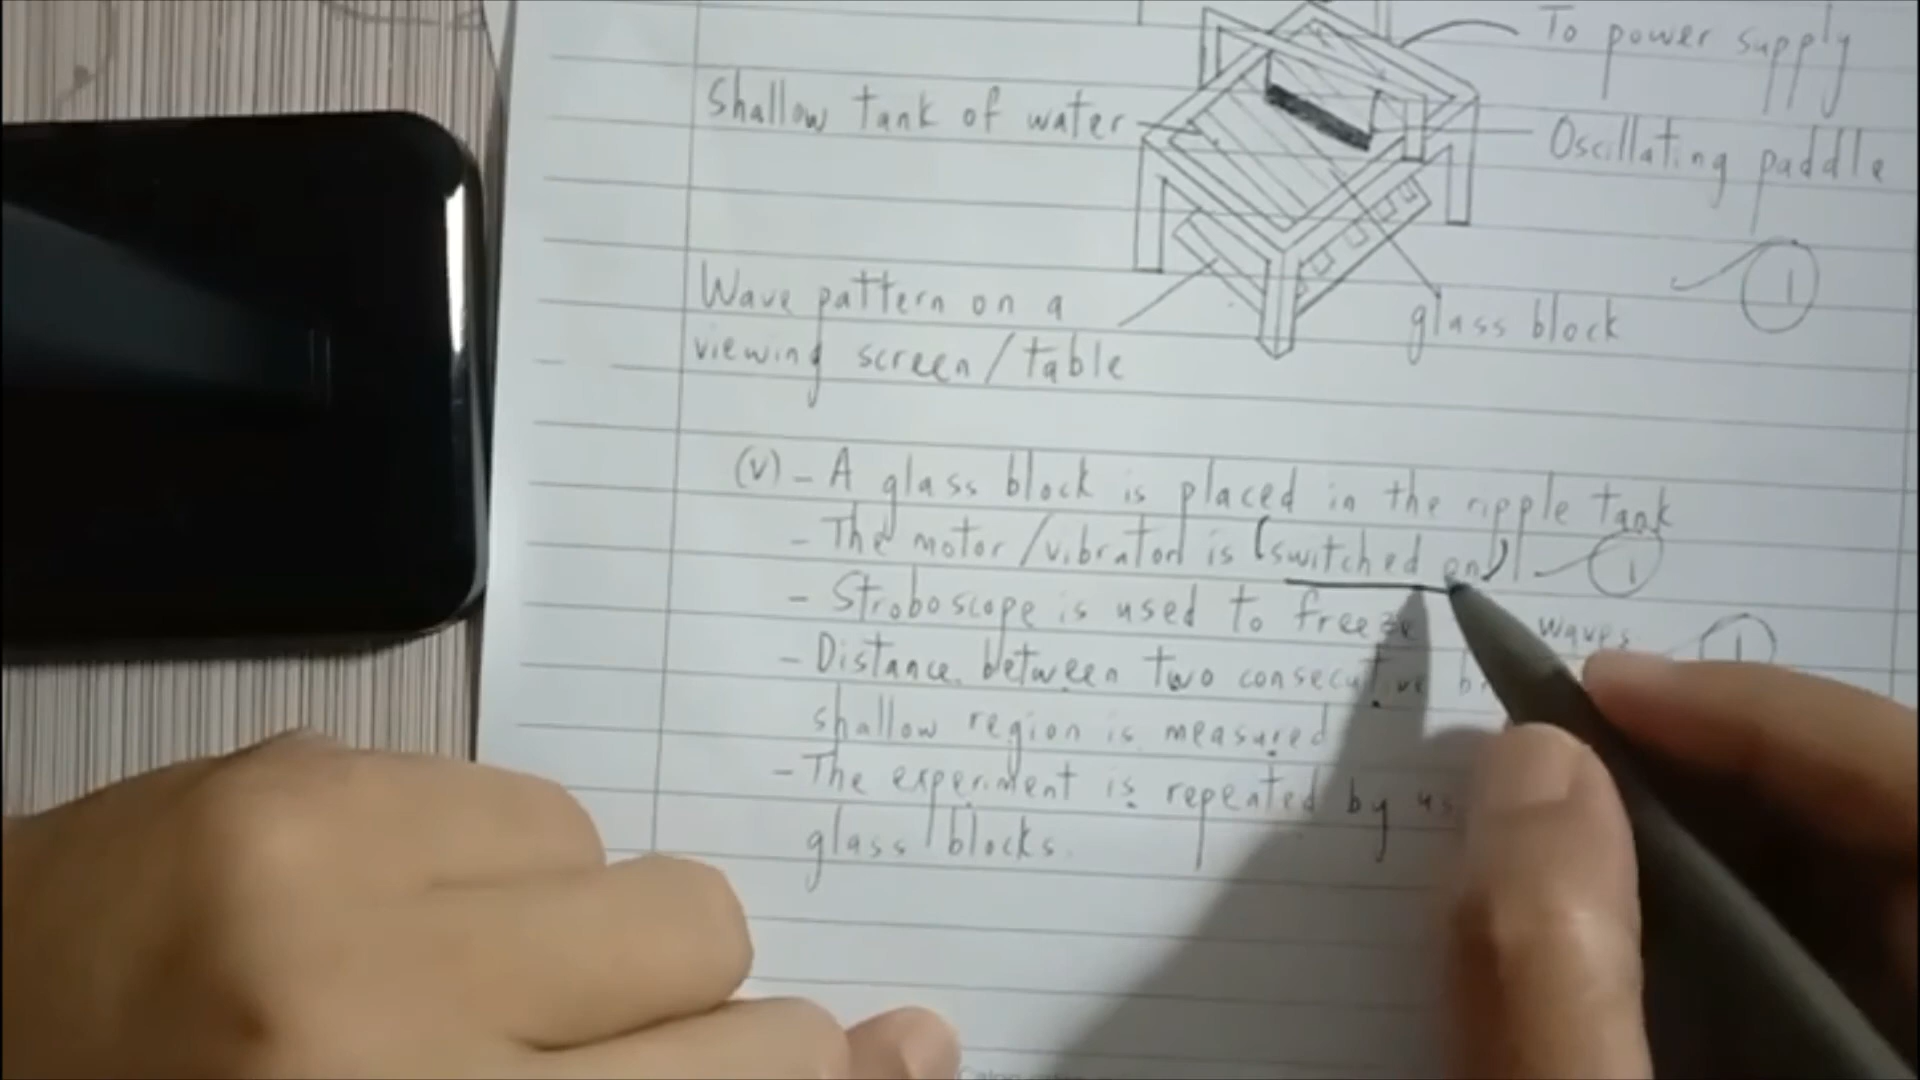 To power supply
Shallow tank of water
Oscillating paddle
1
Wave pattern on a
glass block
viewing screen/table
(v) - A glass block is placed in the ripple tank
- The motor/vibrator is (switched on) 1
- Stroboscope is used to freeze waves 1
- Distance between two consecutive
shallow region is measured
- The experiment is repeated by
glass blocks.